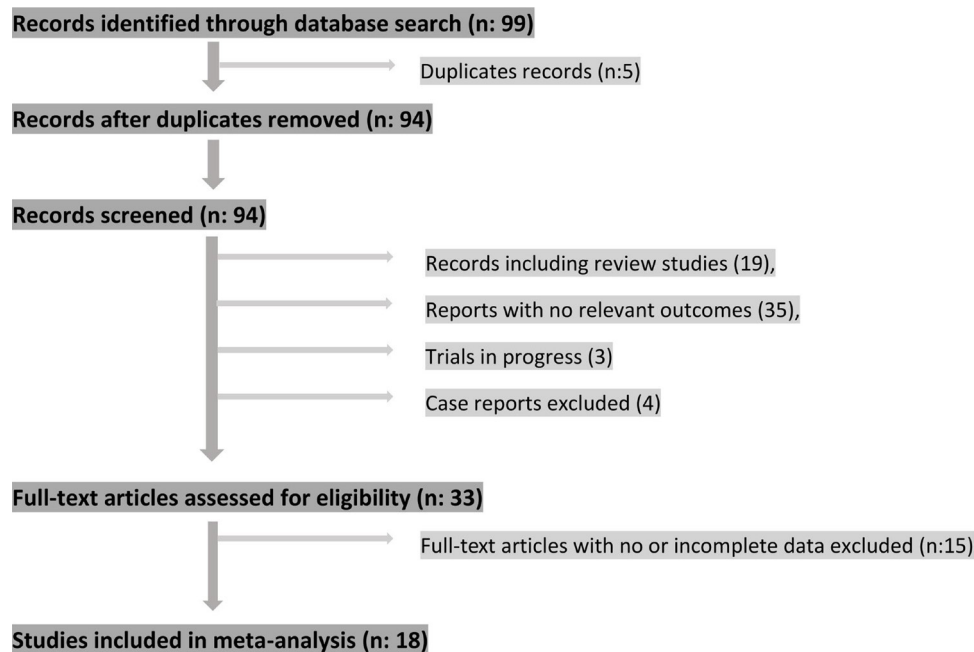 Records identified through database search (n: 99)
Duplicates records (n:5)
Records after duplicates removed (n: 94)
Records screened (n: 94)
Records including review studies (19),
Reports with no relevant outcomes (35),
Trials in progress (3)
Case reports excluded (4)
Full-text articles assessed for eligibility (n: 33)
Full-text articles with no or incomplete data excluded (n:15)
Studies included in meta-analysis (n: 18)